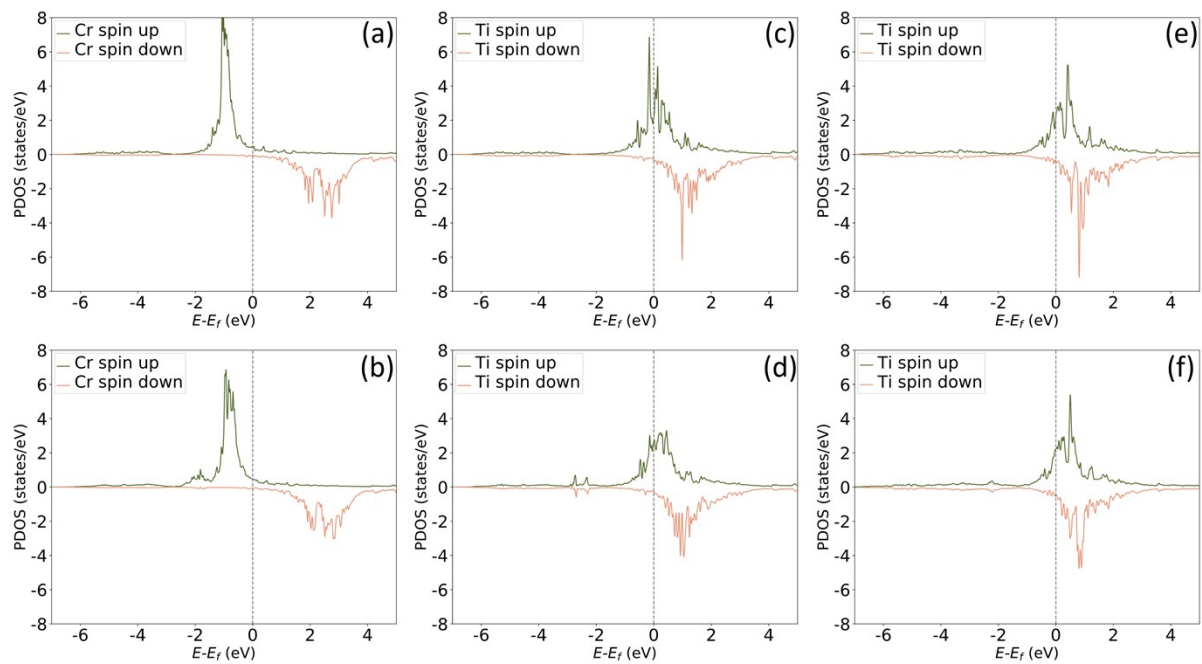 Cr spin up
Cr spin down
(a)
PDOS (states/eV)
8
6
4
2
0
-2
-4
-6
-8
-6 -4 -2 0 2 4
E-E_f (eV)
Ti spin up
Ti spin down
(c)
PDOS (states/eV)
8
6
4
2
0
-2
-4
-6
-8
-6 -4 -2 0 2 4
E-E_f (eV)
Ti spin up
Ti spin down
(e)
PDOS (states/eV)
8
6
4
2
0
-2
-4
-6
-8
-6 -4 -2 0 2 4
E-E_f (eV)
Cr spin up
Cr spin down
(b)
PDOS (states/eV)
8
6
4
2
0
-2
-4
-6
-8
-6 -4 -2 0 2 4
E-E_f (eV)
Ti spin up
Ti spin down
(d)
PDOS (states/eV)
8
6
4
2
0
-2
-4
-6
-8
-6 -4 -2 0 2 4
E-E_f (eV)
Ti spin up
Ti spin down
(f)
PDOS (states/eV)
8
6
4
2
0
-2
-4
-6
-8
-6 -4 -2 0 2 4
E-E_f (eV)